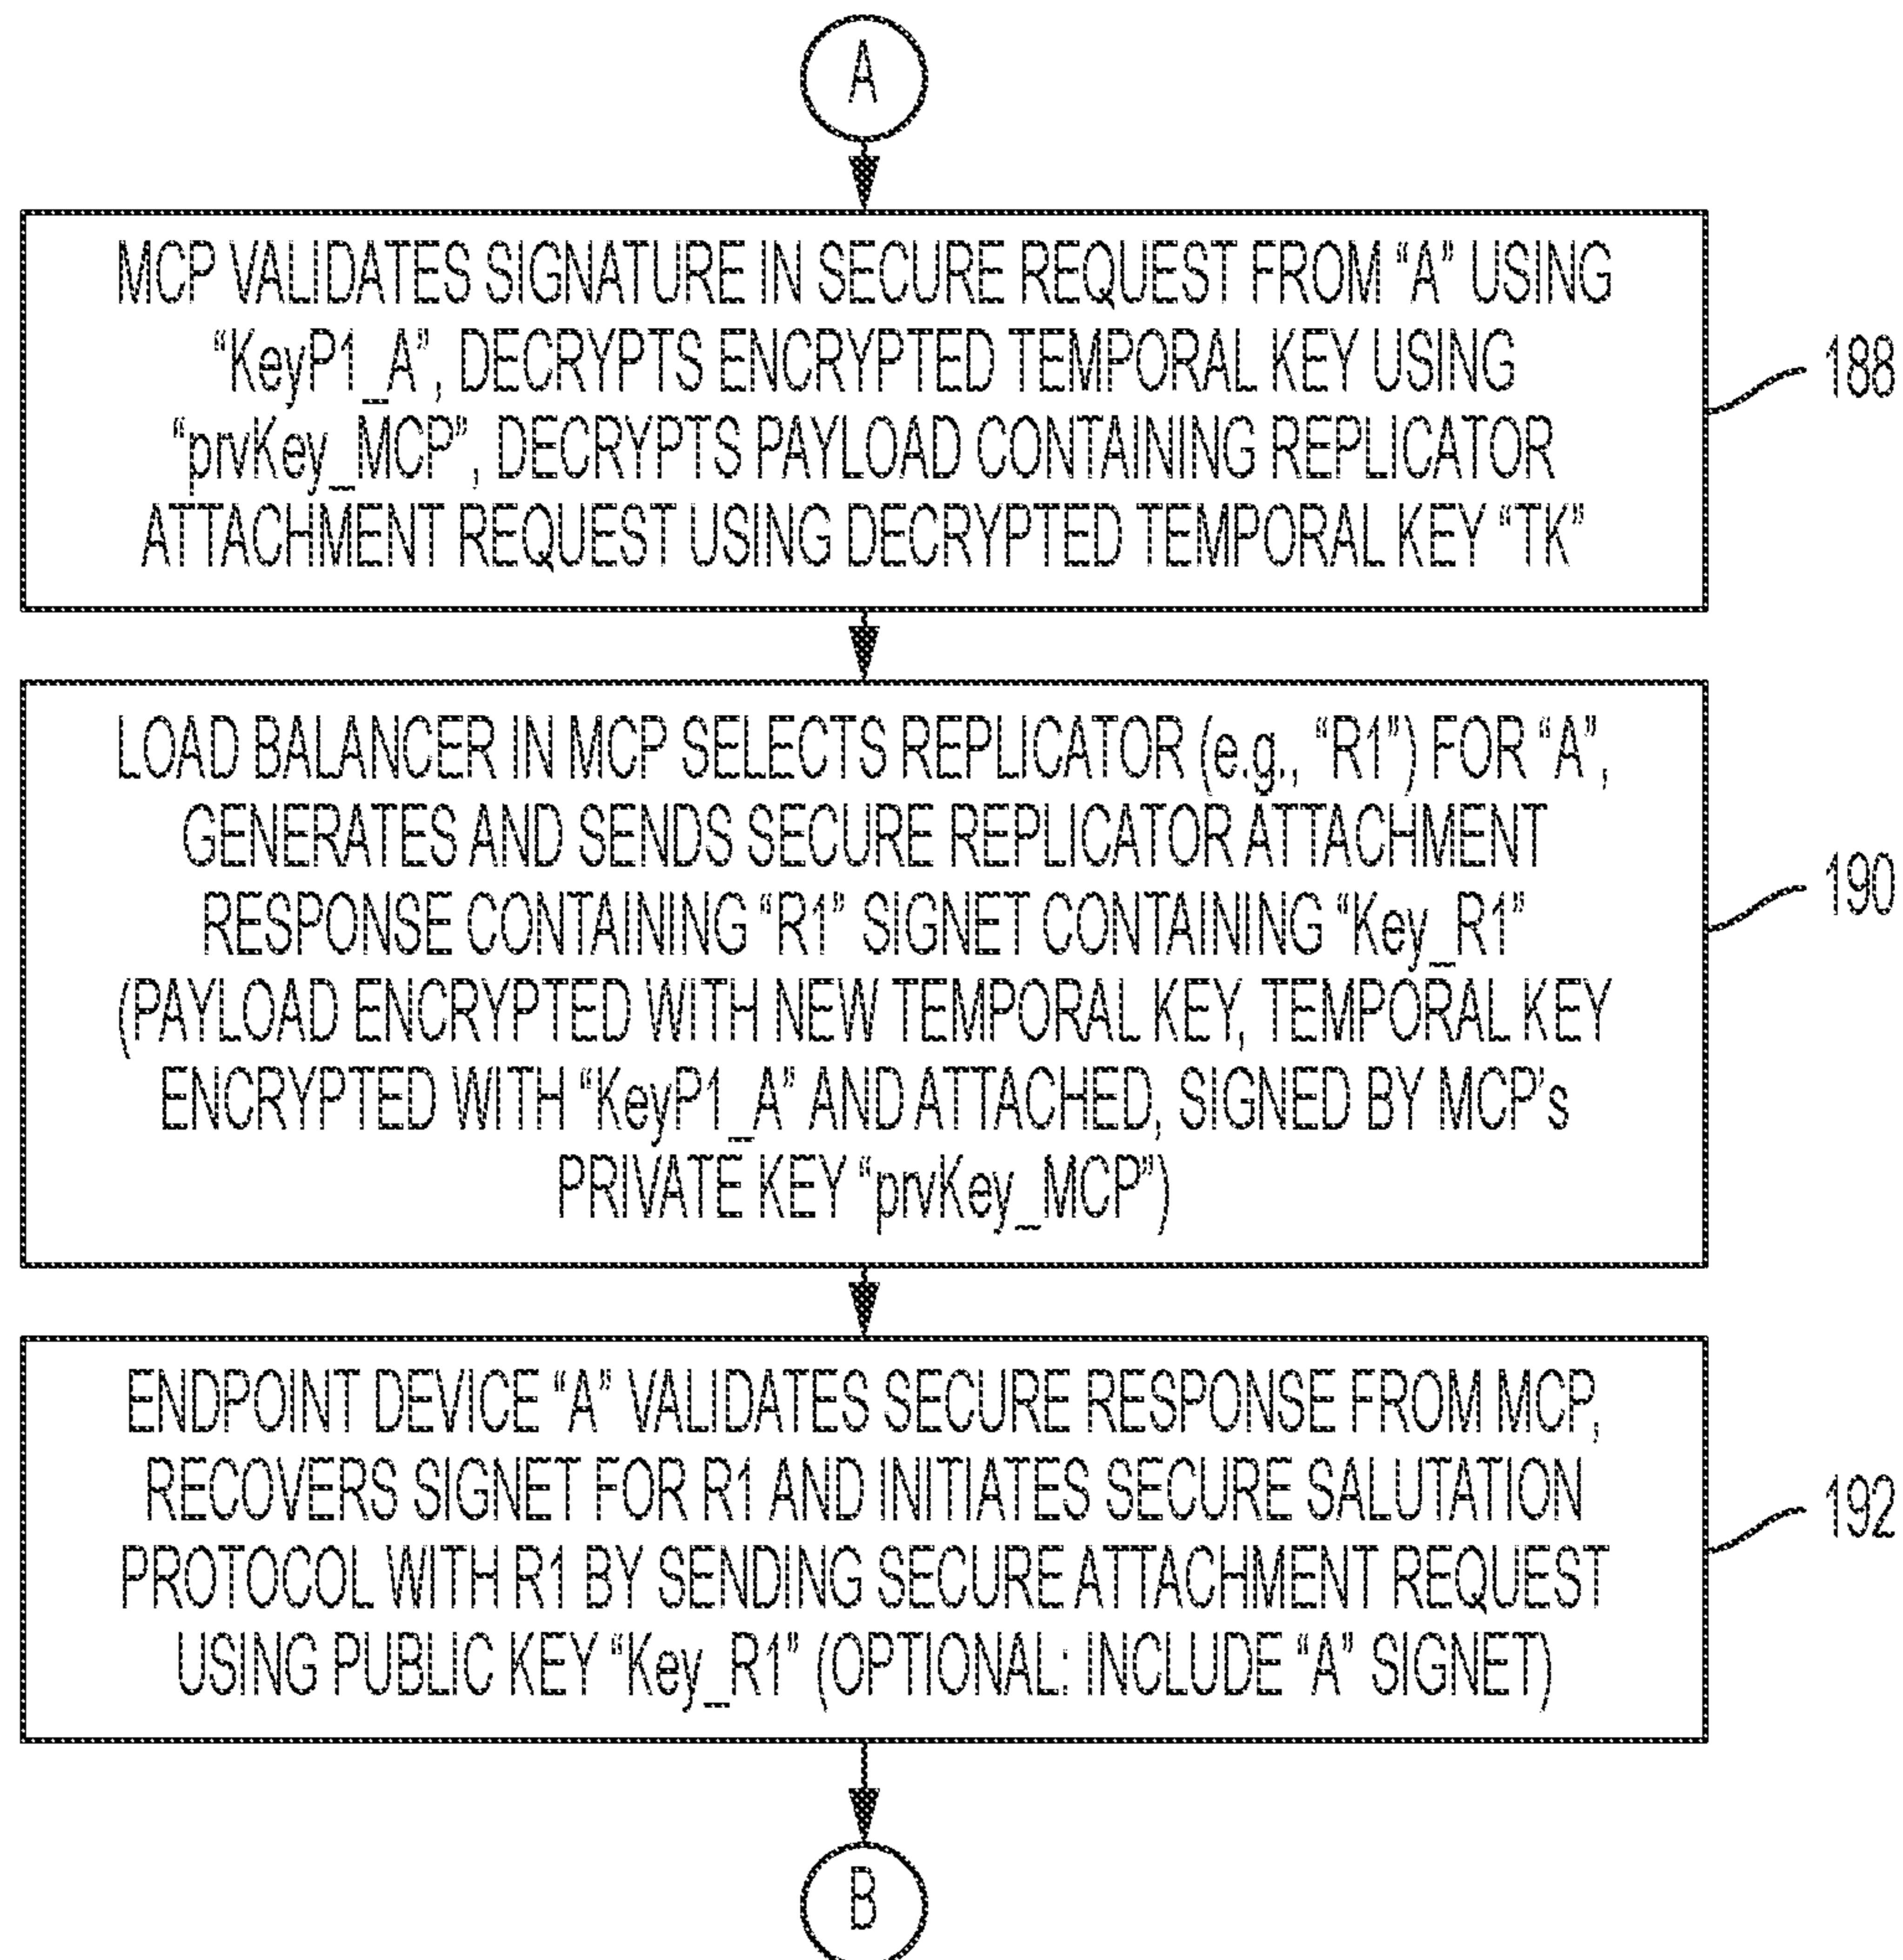 A
MCP VALIDATES SIGNATURE IN SECURE REQUEST FROM “A” USING
“KeyP1_A”, DECRYPTS ENCRYPTED TEMPORAL KEY USING
“prvKey_MCP”, DECRYPTS PAYLOAD CONTAINING REPLICATOR
ATTACHMENT REQUEST USING DECRYPTED TEMPORAL KEY “TK”
188
LOAD BALANCER IN MCP SELECTS REPLICATOR (e.g., “R1”) FOR “A”,
GENERATES AND SENDS SECURE REPLICATOR ATTACHMENT
RESPONSE CONTAINING “R1” SIGNET CONTAINING “Key_R1”
(PAYLOAD ENCRYPTED WITH NEW TEMPORAL KEY, TEMPORAL KEY
ENCRYPTED WITH “KeyP1_A” AND ATTACHED, SIGNED BY MCP’s
PRIVATE KEY “prvKey_MCP”)
190
ENDPOINT DEVICE “A” VALIDATES SECURE RESPONSE FROM MCP,
RECOVERS SIGNET FOR R1 AND INITIATES SECURE SALUTATION
PROTOCOL WITH R1 BY SENDING SECURE ATTACHMENT REQUEST
USING PUBLIC KEY “Key_R1” (OPTIONAL: INCLUDE “A” SIGNET)
192
B